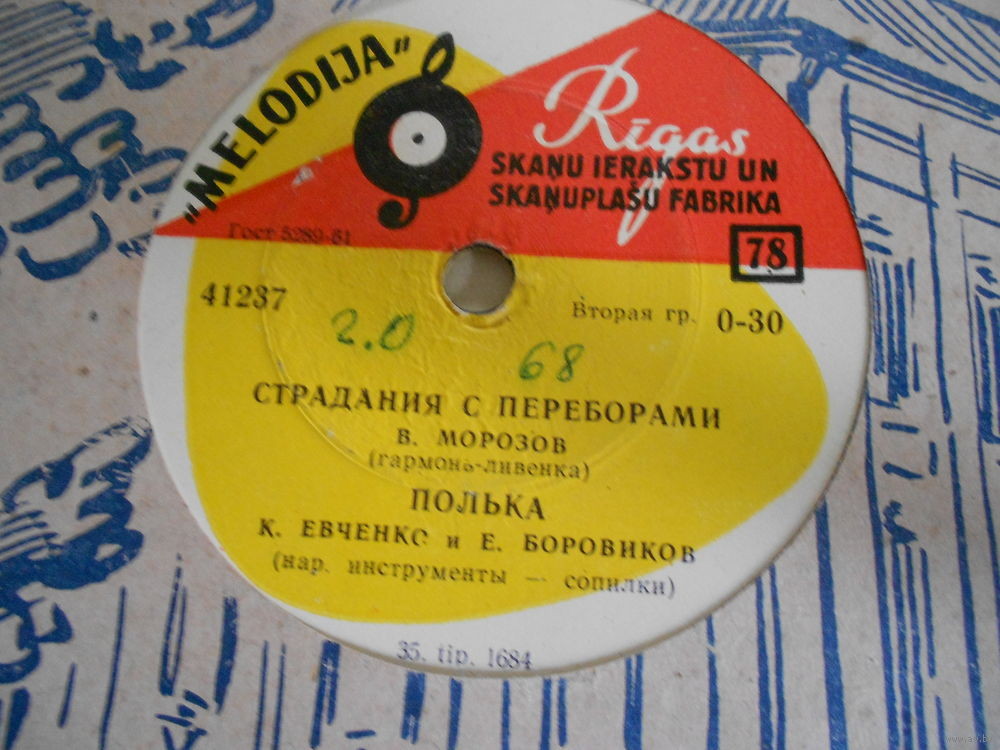 „MELODIJA"
Rīgas
SKAŅU IERAKSTU UN
SKAŅUPLAŠU FABRIKA
78
Гост 5289-61
41237
Вторая гр. 0-30
2.0
68
СТРАДАНИЯ С ПЕРЕБОРАМИ
В. МОРОЗОВ
(гармонь-ливенка)
ПОЛЬКА
К. ЕВЧЕНКО и Е. БОРОВИКОВ
(нар. инструменты — сопилки)
35. tip. 1684